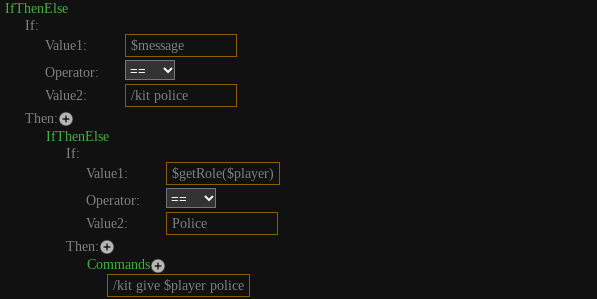 IfThenElse
If:
Value1: $message
Operator: ==
Value2: /kit police
Then:
IfThenElse
If:
Value1: $getRole($player)
Operator: ==
Value2: Police
Then:
Commands
/kit give $player police